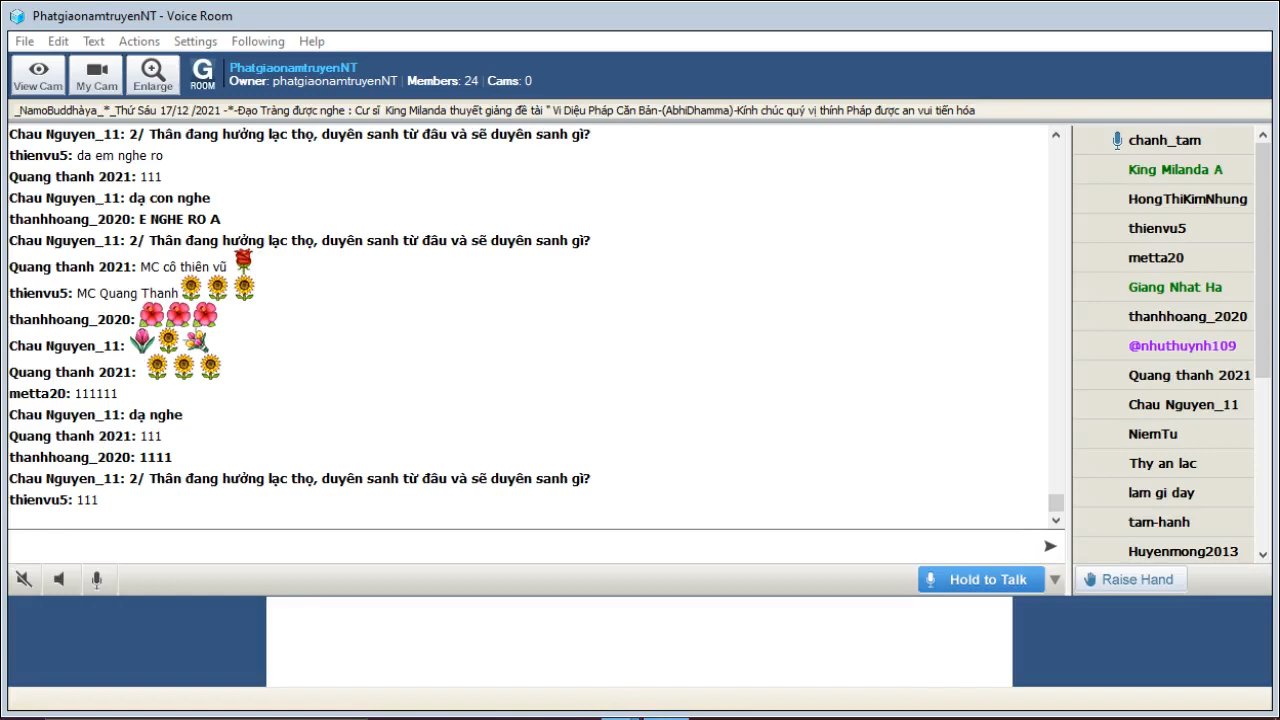 PhatgiaonamtruyenNT - Voice Room
File Edit Text Actions Settings Following Help
View Cam My Cam Enlarge G ROOM
PhatgiaonamtruyenNT
Owner: phatgiaonamtruyenNT Members: 24 Cams: 0
_NamoBuddhàya_*_Thứ Sáu 17/12 /2021 -*-Đạo Tràng được nghe : Cư sĩ King Milanda thuyết giảng đề tài " Vi Diệu Pháp Căn Bản-(AbhiDhamma)-Kính chúc quý vị thính Pháp được an vui tiến hóa
Chau Nguyen_11: 2/ Thân đang hưởng lạc thọ, duyên sanh từ đâu và sẽ duyên sanh gì?
thienvu5: da em nghe ro
Quang thanh 2021: 111
Chau Nguyen_11: dạ con nghe
thanhhoang_2020: E NGHE RO A
Chau Nguyen_11: 2/ Thân đang hưởng lạc thọ, duyên sanh từ đâu và sẽ duyên sanh gì?
Quang thanh 2021: MC cô thiên vũ
thienvu5: MC Quang Thanh
thanhhoang_2020:
Chau Nguyen_11:
Quang thanh 2021:
metta20: 111111
Chau Nguyen_11: dạ nghe
Quang thanh 2021: 111
thanhhoang_2020: 1111
Chau Nguyen_11: 2/ Thân đang hưởng lạc thọ, duyên sanh từ đâu và sẽ duyên sanh gì?
thienvu5: 111
chanh_tam
King Milanda A
HongThiKimNhung
thienvu5
metta20
Giang Nhat Ha
thanhhoang_2020
@nhuthuynh109
Quang thanh 2021
Chau Nguyen_11
NiemTu
Thy an lac
lam gi day
tam-hanh
Huyenmong2013
Hold to Talk
Raise Hand